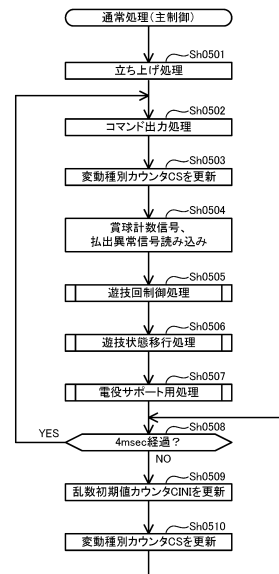 通常処理(主制御)
Sh0501
立ち上げ処理
Sh0502
コマンド出力処理
Sh0503
変動種別カウンタCSを更新
Sh0504
賞球計数信号、
払出異常信号読み込み
Sh0505
遊技回制御処理
Sh0506
遊技状態移行処理
Sh0507
電役サポート用処理
Sh0508
YES
4msec経過?
NO
Sh0509
乱数初期値カウンタCINIを更新
Sh0510
変動種別カウンタCSを更新